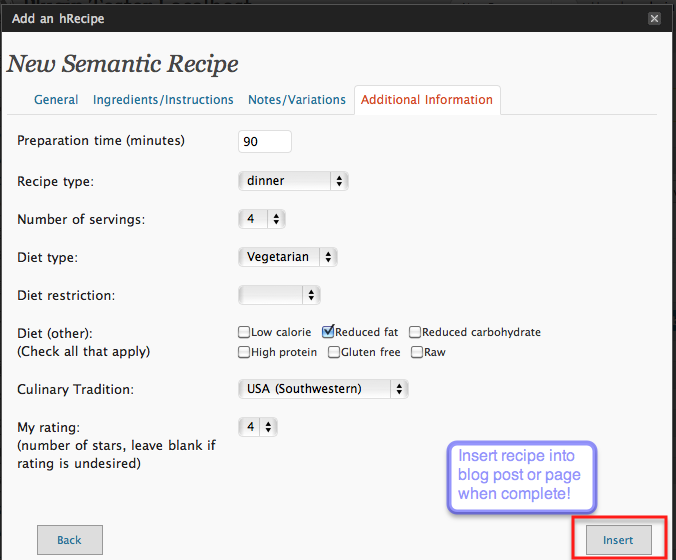 Add an hRecipe
New Semantic Recipe
General Ingredients/Instructions Notes/Variations Additional Information
Preparation time (minutes) 90
Recipe type: dinner
Number of servings: 4
Diet type: Vegetarian
Diet restriction:
Diet (other): Low calorie Reduced fat Reduced carbohydrate
(Check all that apply) High protein Gluten free Raw
Culinary Tradition: USA (Southwestern)
My rating: 4
(number of stars, leave blank if
rating is undesired)
Insert recipe into
blog post or page
when complete!
Back Insert